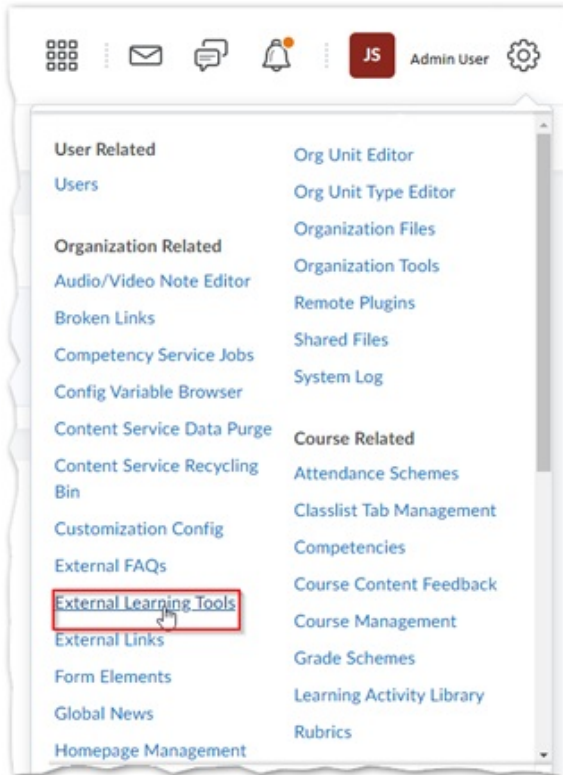 JS
Admin User
User Related
Users
Organization Related
Audio/Video Note Editor
Broken Links
Competency Service Jobs
Config Variable Browser
Content Service Data Purge
Content Service Recycling
Bin
Customization Config
External FAQs
External Learning Tools
External Links
Form Elements
Global News
Homepage Management
Org Unit Editor
Org Unit Type Editor
Organization Files
Organization Tools
Remote Plugins
Shared Files
System Log
Course Related
Attendance Schemes
Classlist Tab Management
Competencies
Course Content Feedback
Course Management
Grade Schemes
Learning Activity Library
Rubrics